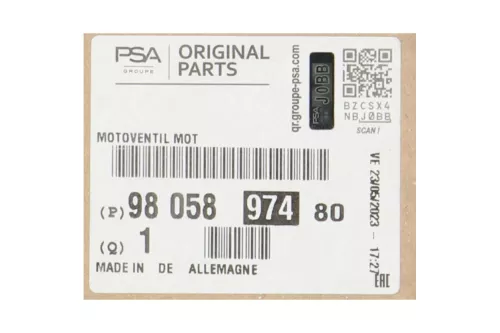 PSA
GROUPE
ORIGINAL
PARTS
qr.groupe-psa.com
PSA J0BB
BZCSX4
NBJ0BB
SCAN!
MOTOVENTIL MOT
(P) 98 058 974 80
(Q) 1
MADE IN DE ALLEMAGNE
VE 23/05/2023 - 17:27
EAC